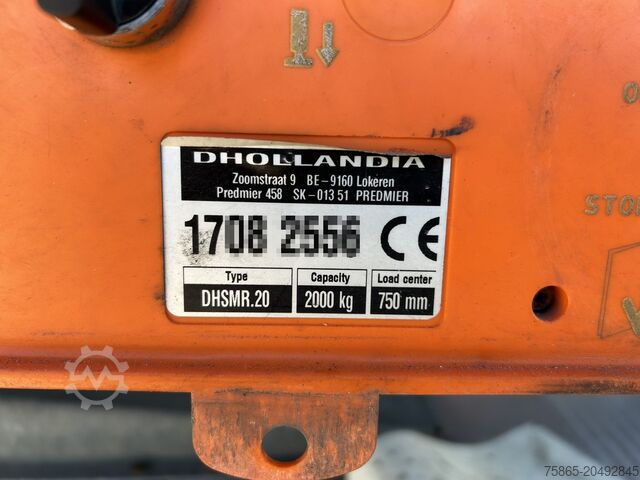 O
STO
DHOLLANDIA
Zoomstraat 9 BE-9160 Lokeren
Predmier 458 SK-013 51 PREDMIER
1708 2556 CE
Type Capacity Load center
DHSMR.20 2000 kg 750 mm
75865-20492845